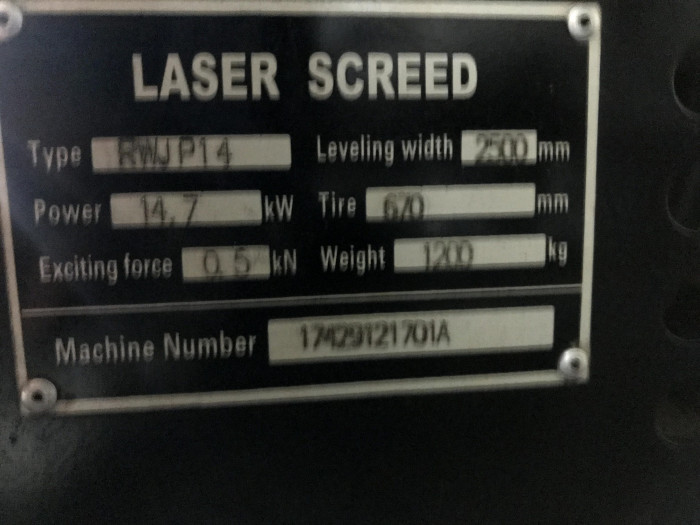 LASER SCREED
Type RWJP14 Leveling width 2500 mm
Power 14.7 kW Tire 670 mm
Exciting force 0.5 kN Weight 1200 kg
Machine Number 17429121701A